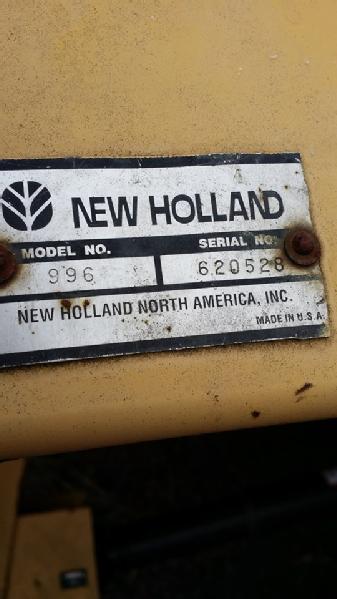 NEW HOLLAND
MODEL NO. SERIAL NO.
996 620528
NEW HOLLAND NORTH AMERICA, INC.
MADE IN U.S.A.